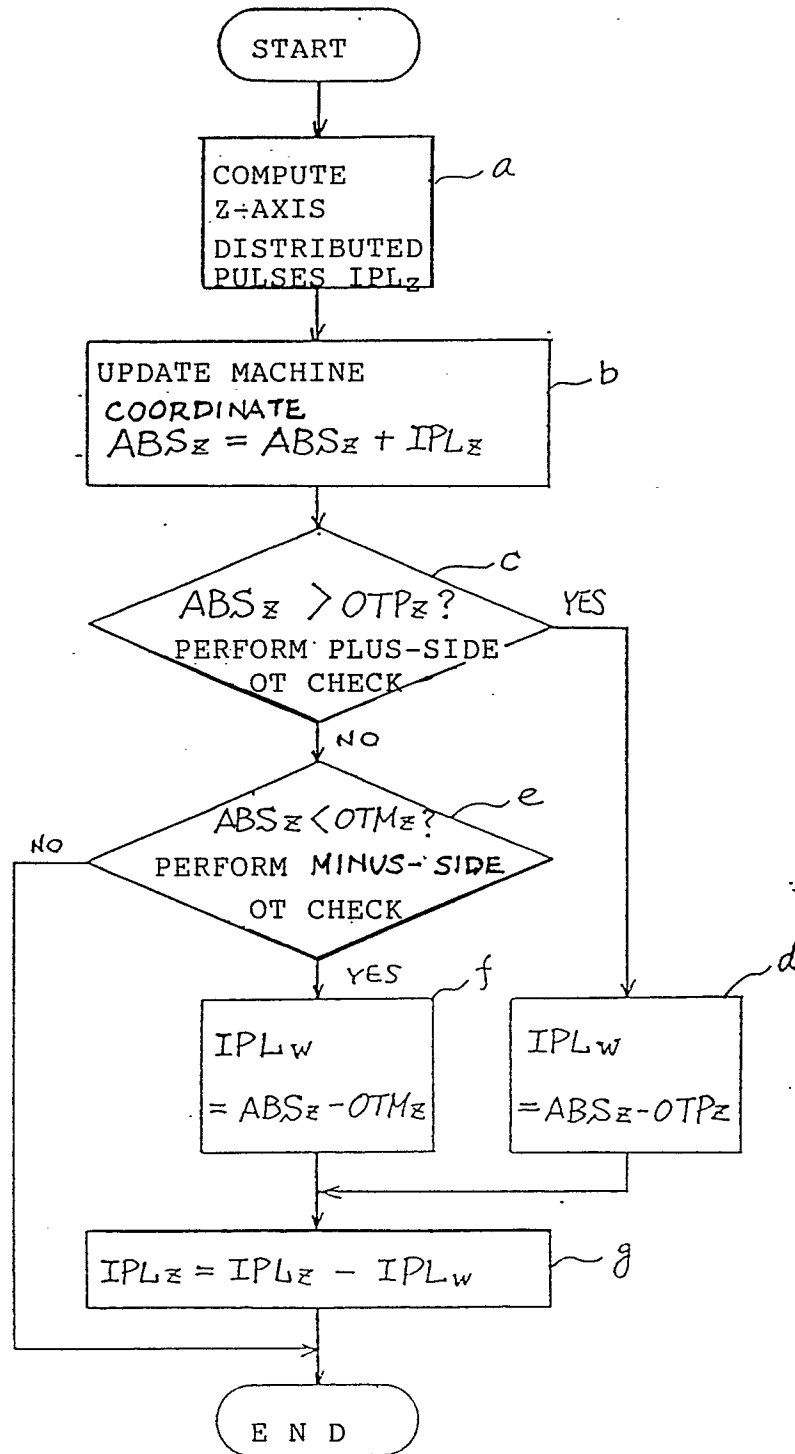 START
COMPUTE
Z-AXIS
DISTRIBUTED
PULSES IPLz
a
UPDATE MACHINE
COORDINATE
ABSz = ABSz + IPLz
b
c
ABSz > OTPz?
PERFORM PLUS-SIDE
OT CHECK
YES
NO
e
ABSz < OTMz?
PERFORM MINUS-SIDE
OT CHECK
NO
YES
f
IPLw
= ABSz - OTMz
d
IPLw
= ABSz - OTPz
IPLz = IPLz - IPLw
g
E N D